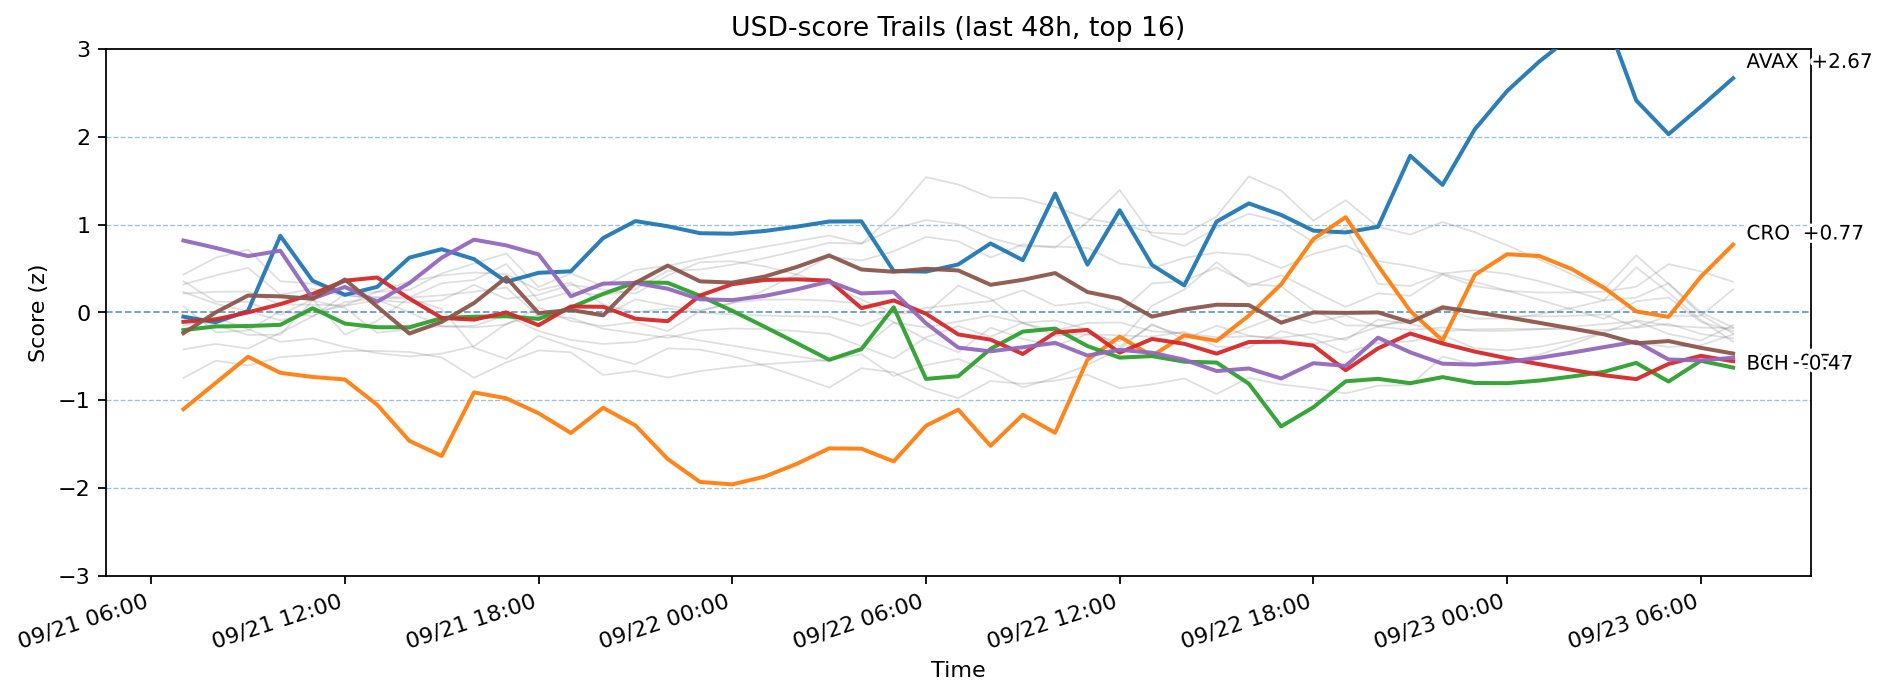 USD-score Trails (last 48h, top 16)
Score (z)
3
2
1
0
−1
−2
−3
AVAX +2.67
CRO +0.77
BCH -0.47
09/21 06:00
09/21 12:00
09/21 18:00
09/22 00:00
09/22 06:00
09/22 12:00
09/22 18:00
09/23 00:00
09/23 06:00
Time